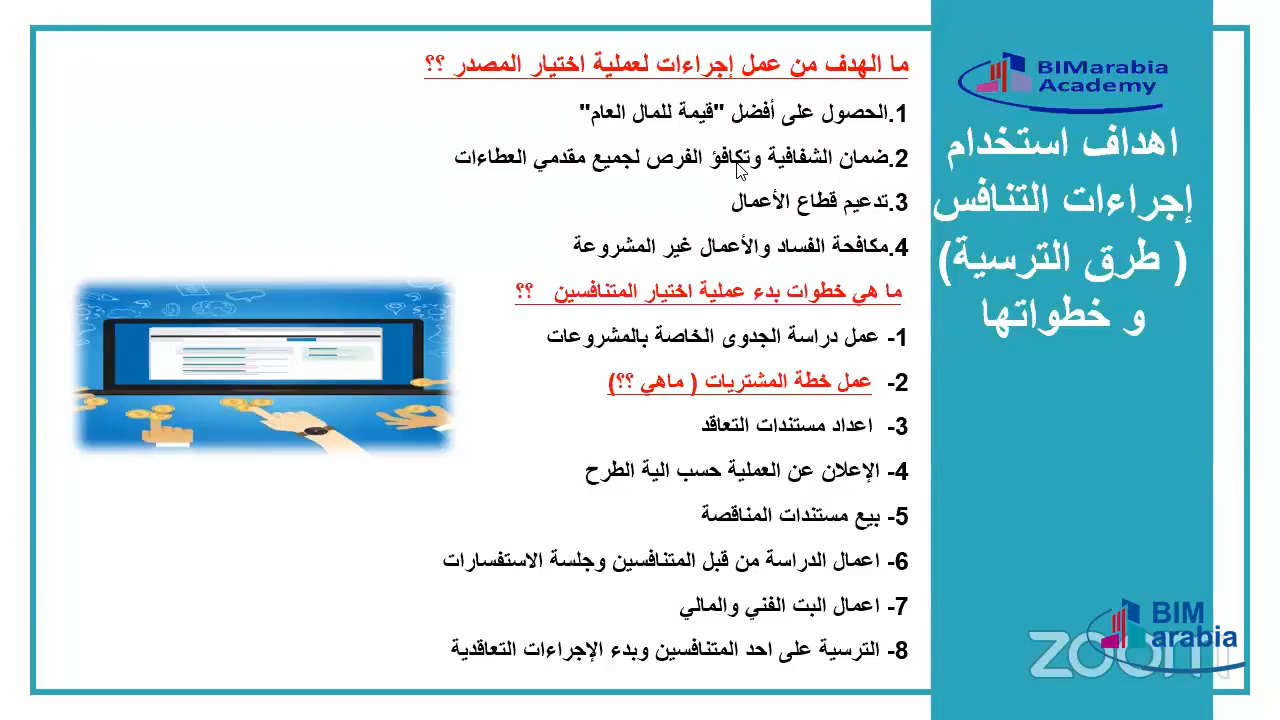 BIMarabia
Academy
اهداف استخدام
إجراءات التنافس
( طرق الترسية)
و خطواتها
ما الهدف من عمل إجراءات لعملية اختيار المصدر ؟؟
1.الحصول على أفضل "قيمة للمال العام"
2.ضمان الشفافية وتكافؤ الفرص لجميع مقدمي العطاءات
3.تدعيم قطاع الأعمال
4.مكافحة الفساد والأعمال غير المشروعة
ما هي خطوات بدء عملية اختيار المتنافسين ؟؟
1- عمل دراسة الجدوى الخاصة بالمشروعات
2- عمل خطة المشتريات ( ماهي ؟؟)
3- اعداد مستندات التعاقد
4- الإعلان عن العملية حسب الية الطرح
5- بيع مستندات المناقصة
6- اعمال الدراسة من قبل المتنافسين وجلسة الاستفسارات
7- اعمال البت الفني والمالي
8- الترسية على احد المتنافسين وبدء الإجراءات التعاقدية
BIM
arabia
zoom